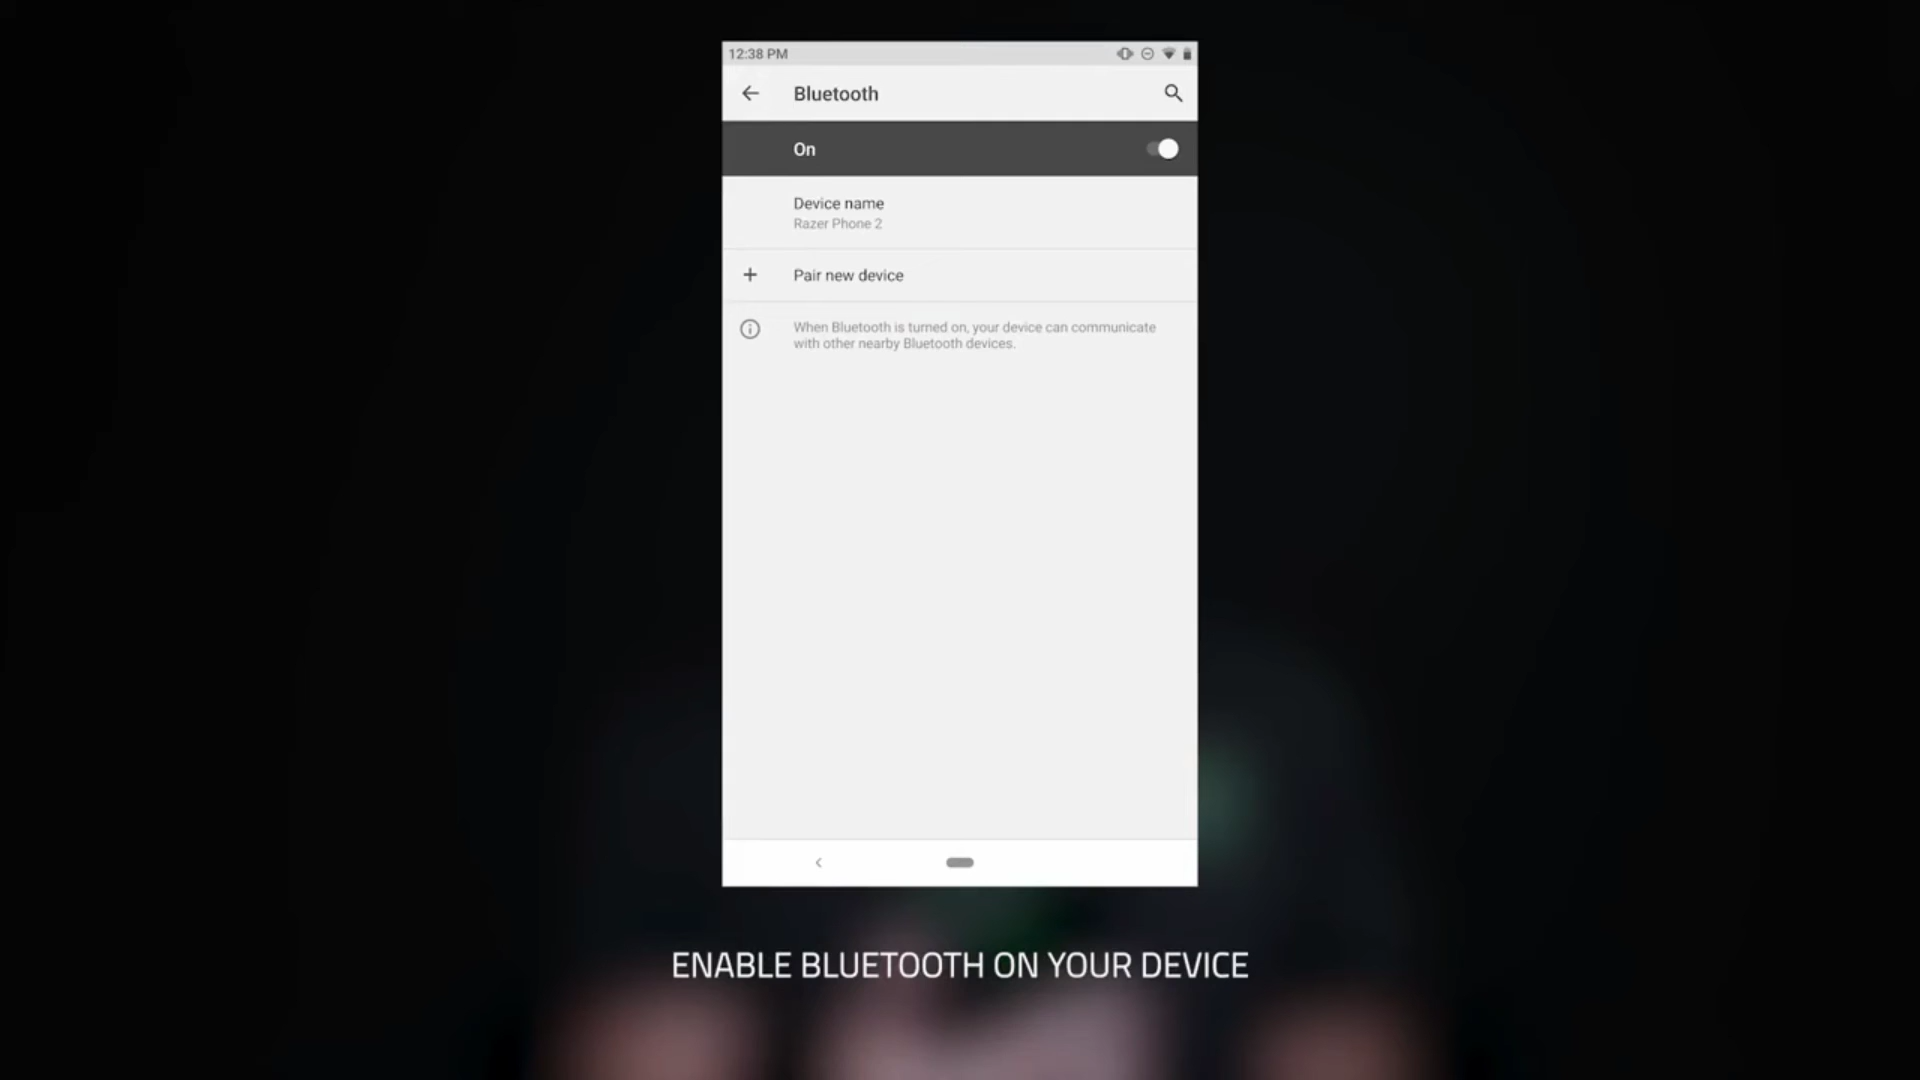 12:38 PM
Bluetooth
On
Device name
Razer Phone 2
Pair new device
When Bluetooth is turned on, your device can communicate
with other nearby Bluetooth devices.
ENABLE BLUETOOTH ON YOUR DEVICE